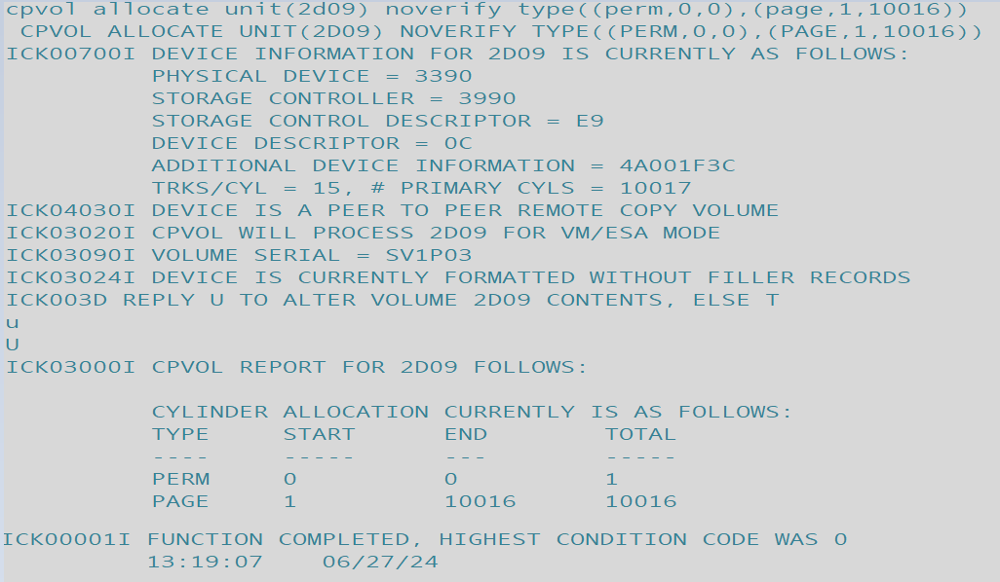 cpvol allocate unit(2d09) noverify type((perm,0,0),(page,1,10016))
CPVOL ALLOCATE UNIT(2D09) NOVERIFY TYPE((PERM,0,0),(PAGE,1,10016))
ICK00700I DEVICE INFORMATION FOR 2D09 IS CURRENTLY AS FOLLOWS:
PHYSICAL DEVICE = 3390
STORAGE CONTROLLER = 3990
STORAGE CONTROL DESCRIPTOR = E9
DEVICE DESCRIPTOR = 0C
ADDITIONAL DEVICE INFORMATION = 4A001F3C
TRKS/CYL = 15, # PRIMARY CYLS = 10017
ICK04030I DEVICE IS A PEER TO PEER REMOTE COPY VOLUME
ICK03020I CPVOL WILL PROCESS 2D09 FOR VM/ESA MODE
ICK03090I VOLUME SERIAL = SV1P03
ICK03024I DEVICE IS CURRENTLY FORMATTED WITHOUT FILLER RECORDS
ICK003D REPLY U TO ALTER VOLUME 2D09 CONTENTS, ELSE T
u
U
ICK03000I CPVOL REPORT FOR 2D09 FOLLOWS:
CYLINDER ALLOCATION CURRENTLY IS AS FOLLOWS:
TYPE START END TOTAL
---- ----- --- -----
PERM 0 0 1
PAGE 1 10016 10016
ICK00001I FUNCTION COMPLETED, HIGHEST CONDITION CODE WAS 0
13:19:07 06/27/24